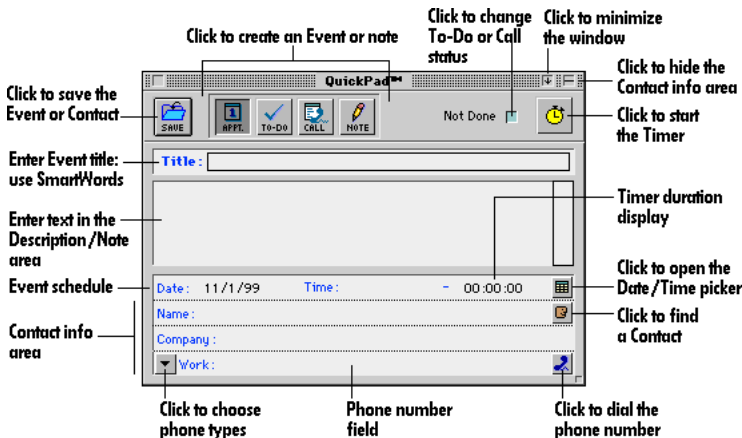 Click to create an Event or note
Click to change
To-Do or Call
status
Click to minimize
the window
Click to hide the
Contact info area
Click to save the
Event or Contact
Click to start
the Timer
QuickPad™
SAVE
APPT.
TO-DO
CALL
NOTE
Not Done
Enter Event title:
use SmartWords
Title:
Enter text in the
Description/Note
area
Timer duration
display
Event schedule
Date: 11/1/99 Time: - 00:00:00
Click to open the
Date/Time picker
Contact info
area
Name:
Click to find
a Contact
Company:
Work:
Click to choose
phone types
Phone number
field
Click to dial the
phone number